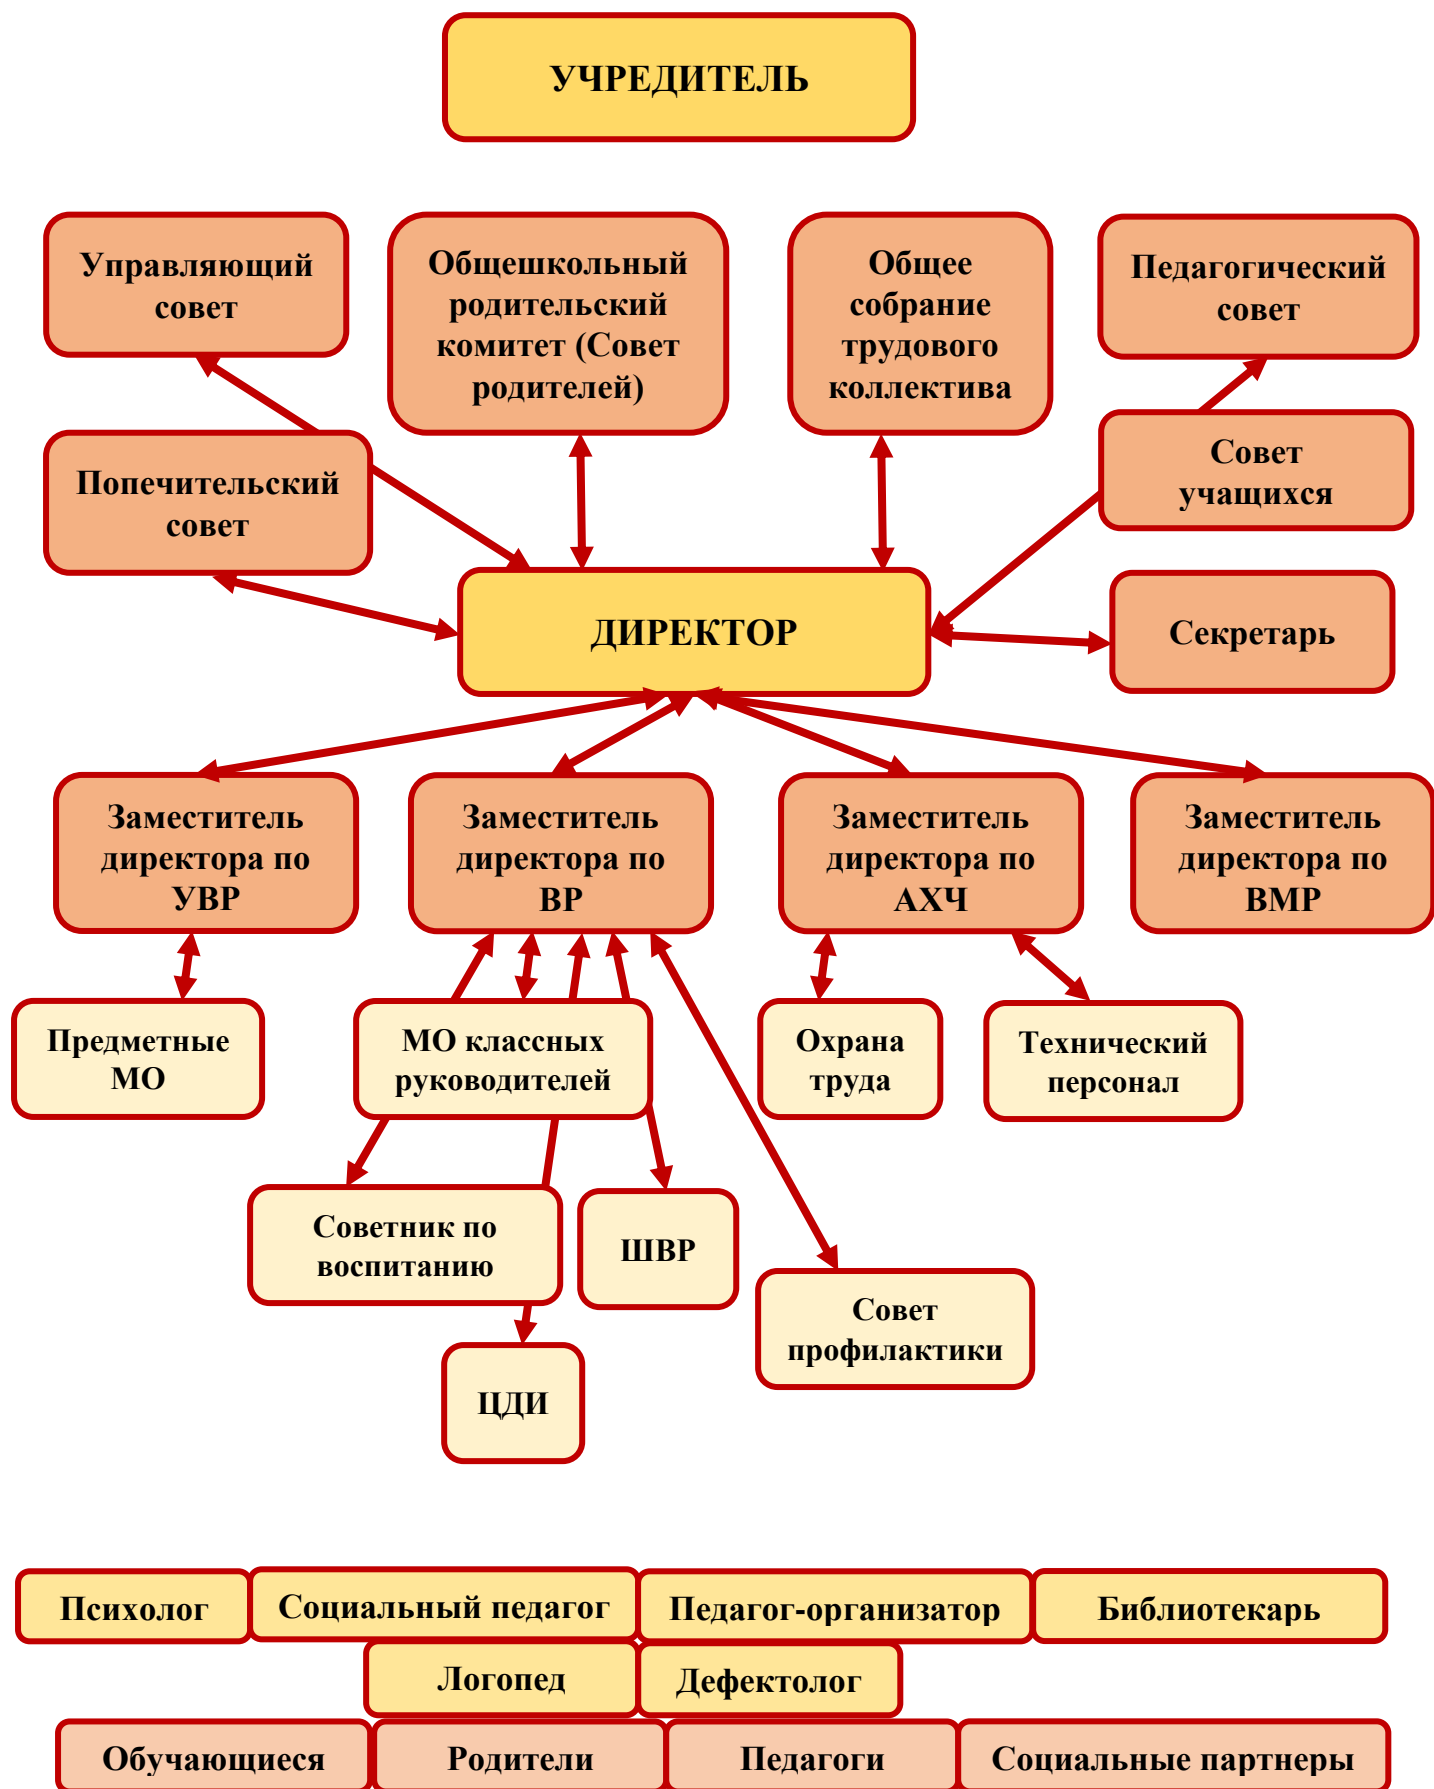 УЧРЕДИТЕЛЬ
Управляющий
совет
Общешкольный
родительский
комитет (Совет
родителей)
Общее
собрание
трудового
коллектива
Педагогический
совет
Попечительский
совет
Совет
учащихся
ДИРЕКТОР
Секретарь
Заместитель
директора по
УВР
Заместитель
директора по
ВР
Заместитель
директора по
АХЧ
Заместитель
директора по
ВМР
Предметные
МО
МО классных
руководителей
Охрана
труда
Технический
персонал
Советник по
воспитанию
ШВР
Совет
профилактики
ЦДИ
Психолог
Социальный педагог
Педагог-организатор
Библиотекарь
Логопед
Дефектолог
Обучающиеся
Родители
Педагоги
Социальные партнеры